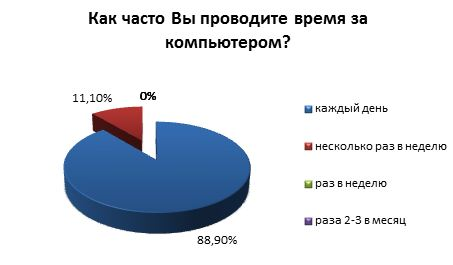 Как часто Вы проводите время за
компьютером?
11,10%
0%
88,90%
каждый день
несколько раз в неделю
раз в неделю
раза 2-3 в месяц